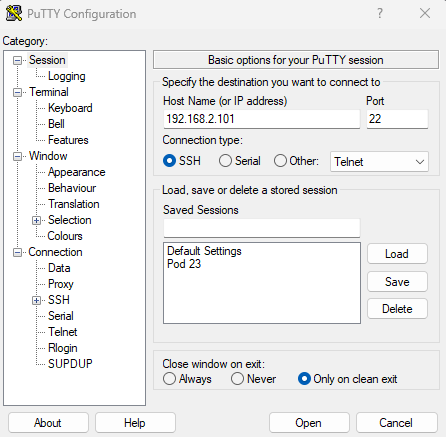 PuTTY Configuration
?
Category:
Session
Logging
Terminal
Keyboard
Bell
Features
Window
Appearance
Behaviour
Translation
Selection
Colours
Connection
Data
Proxy
SSH
Serial
Telnet
Rlogin
SUPDUP
Basic options for your PuTTY session
Specify the destination you want to connect to
Host Name (or IP address) Port
192.168.2.101 22
Connection type:
SSH Serial Other: Telnet
Load, save or delete a stored session
Saved Sessions
Default Settings
Pod 23
Load
Save
Delete
Close window on exit:
Always Never Only on clean exit
About Help Open Cancel